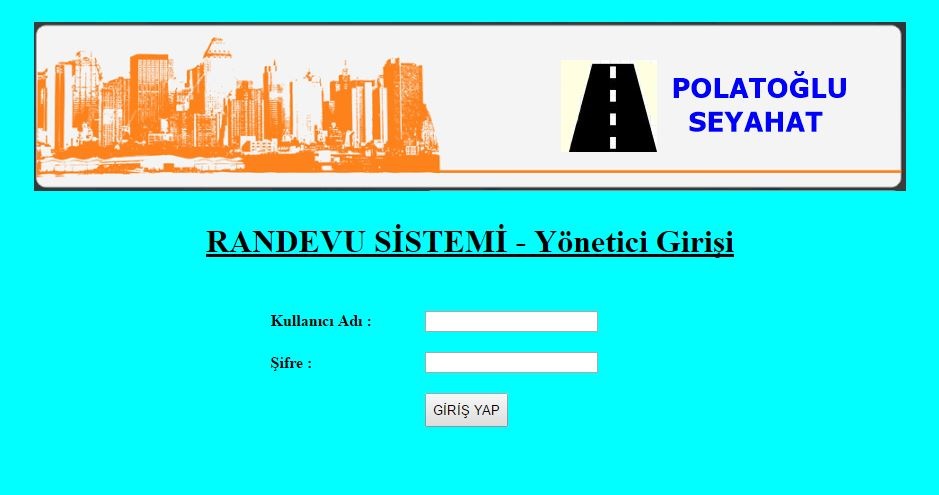 POLATOĞLU
SEYAHAT
RANDEVU SİSTEMİ - Yönetici Girişi
Kullanıcı Adı :
Şifre :
GİRİŞ YAP